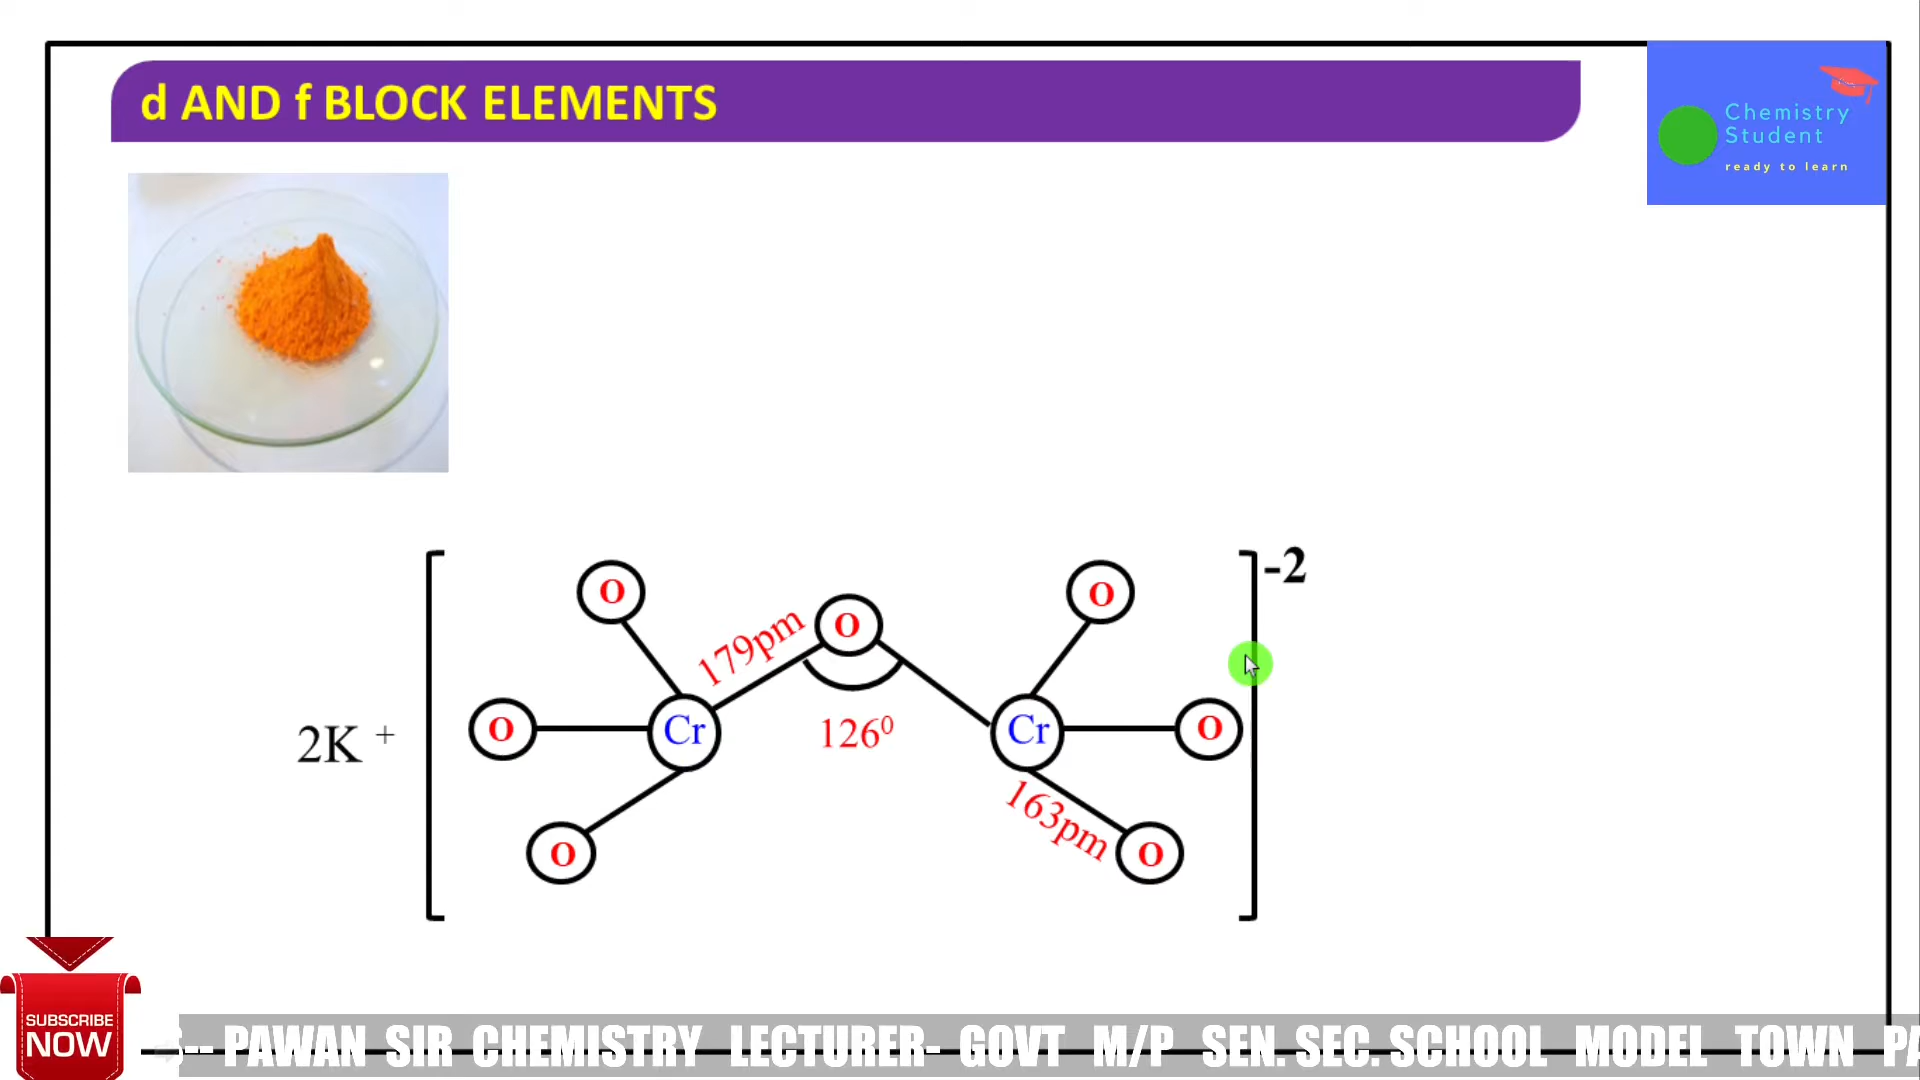 d AND f BLOCK ELEMENTS
Chemistry
Student
ready to learn
-2
O
O
O
179pm
O
Cr
126⁰
Cr
O
2K +
163pm
O
O
SUBSCRIBE
NOW
-- PAWAN SIR CHEMISTRY LECTURER- GOVT M/P SEN. SEC. SCHOOL MODEL TOWN